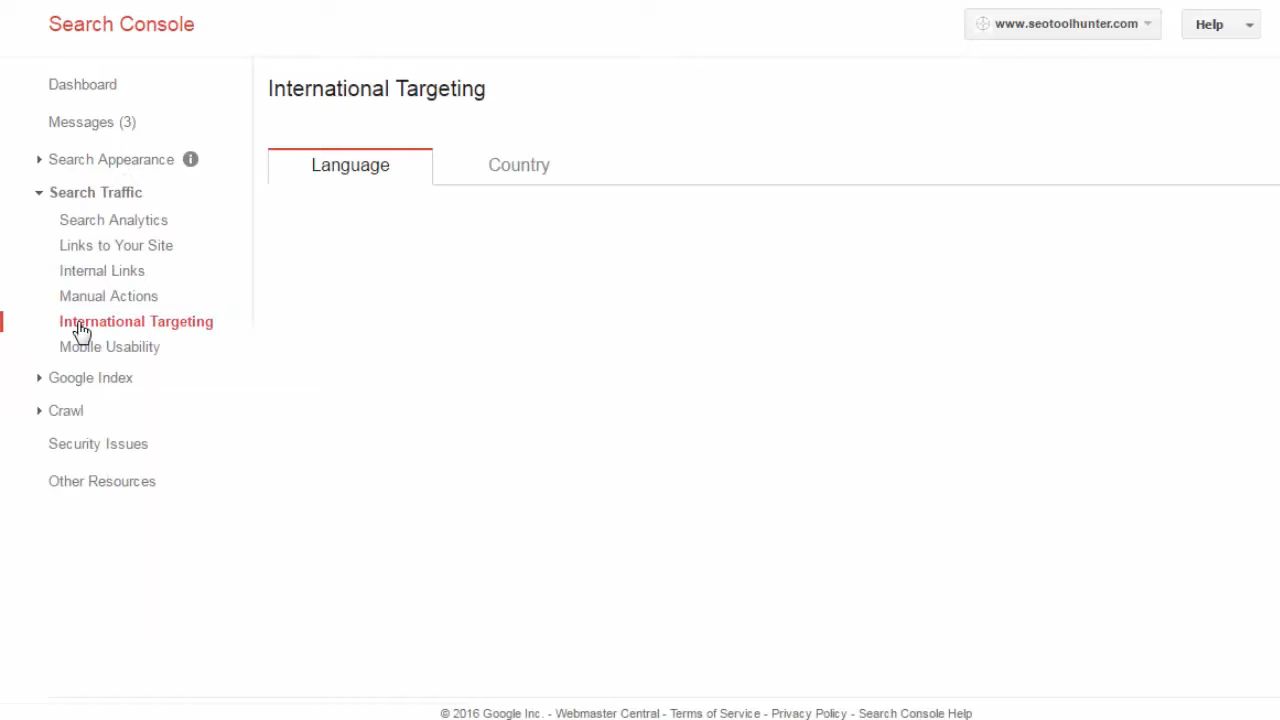 Search Console
www.seotoolhunter.com
Help
Dashboard
Messages (3)
Search Appearance
Search Traffic
Search Analytics
Links to Your Site
Internal Links
Manual Actions
International Targeting
Mobile Usability
Google Index
Crawl
Security Issues
Other Resources
International Targeting
Language
Country
© 2016 Google Inc. - Webmaster Central - Terms of Service - Privacy Policy - Search Console Help